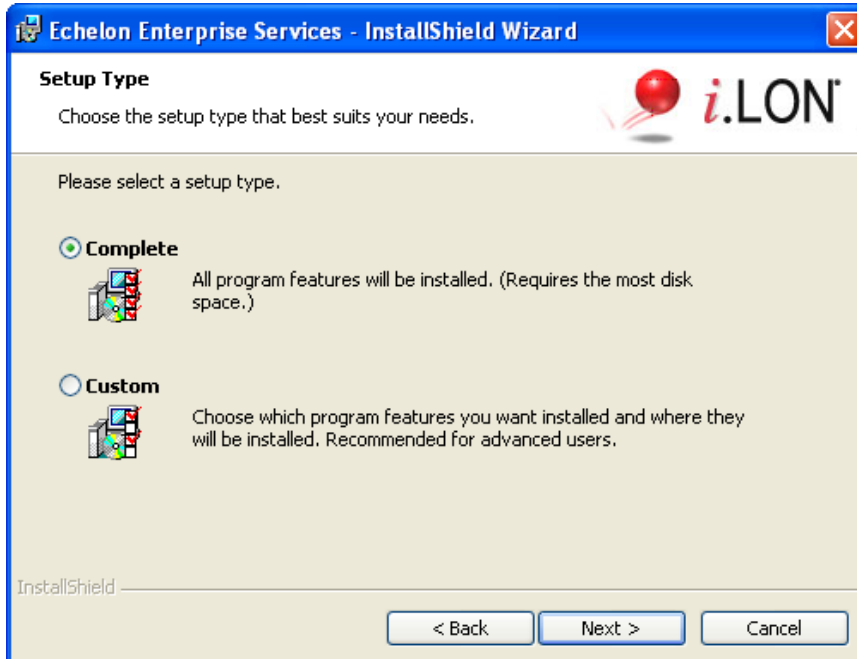 Echelon Enterprise Services - InstallShield Wizard
Setup Type
Choose the setup type that best suits your needs.
i.LON
Please select a setup type.
Complete
All program features will be installed. (Requires the most disk
space.)
Custom
Choose which program features you want installed and where they
will be installed. Recommended for advanced users.
InstallShield
< Back
Next >
Cancel